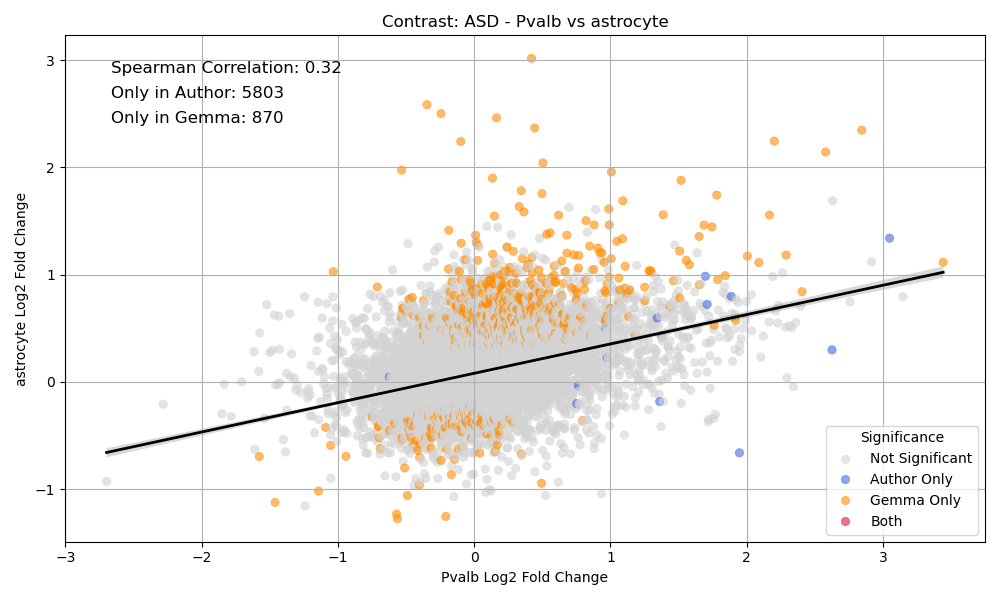 Contrast: ASD - Pvalb vs astrocyte
Spearman Correlation: 0.32
Only in Author: 5803
Only in Gemma: 870
astrocyte Log2 Fold Change
3
2
1
0
−1
−3
−2
−1
0
1
2
3
Pvalb Log2 Fold Change
Significance
Not Significant
Author Only
Gemma Only
Both